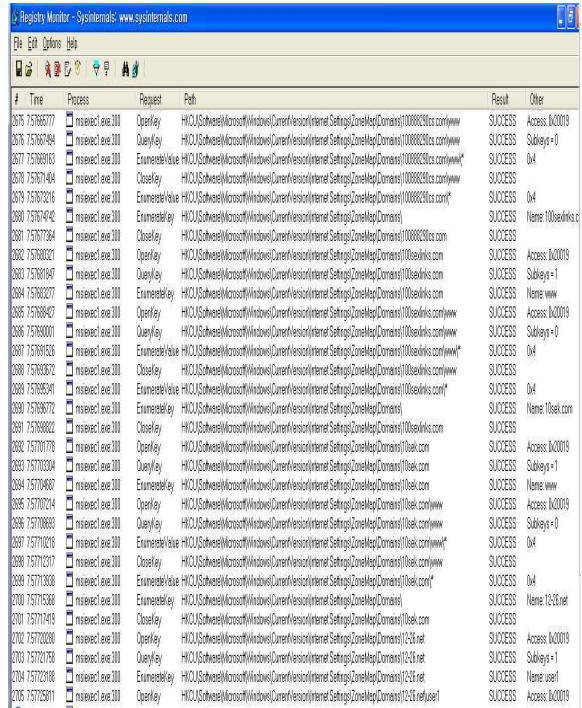 Registry Monitor - Sysinternals: www.sysinternals.com
File Edit Options Help
# Time Process Request Path Result Other
2675 7.57665777 msiexec1.exe:300 OpenKey HKCU\Software\Microsoft\Windows\CurrentVersion\Internet Settings\ZoneMap\Domains\100888290cs.com\www SUCCESS Access: 0x20019
2676 7.57667494 msiexec1.exe:300 QueryKey HKCU\Software\Microsoft\Windows\CurrentVersion\Internet Settings\ZoneMap\Domains\100888290cs.com\www SUCCESS Subkeys = 0
2677 7.57669163 msiexec1.exe:300 EnumerateValue HKCU\Software\Microsoft\Windows\CurrentVersion\Internet Settings\ZoneMap\Domains\100888290cs.com\www\* SUCCESS 0x4
2678 7.57671404 msiexec1.exe:300 CloseKey HKCU\Software\Microsoft\Windows\CurrentVersion\Internet Settings\ZoneMap\Domains\100888290cs.com\www SUCCESS
2679 7.57673216 msiexec1.exe:300 EnumerateValue HKCU\Software\Microsoft\Windows\CurrentVersion\Internet Settings\ZoneMap\Domains\100888290cs.com\* SUCCESS 0x4
2680 7.57674742 msiexec1.exe:300 EnumerateKey HKCU\Software\Microsoft\Windows\CurrentVersion\Internet Settings\ZoneMap\Domains\ SUCCESS Name: 100sexlinks.c
2681 7.57677364 msiexec1.exe:300 CloseKey HKCU\Software\Microsoft\Windows\CurrentVersion\Internet Settings\ZoneMap\Domains\100888290cs.com SUCCESS
2682 7.57680321 msiexec1.exe:300 OpenKey HKCU\Software\Microsoft\Windows\CurrentVersion\Internet Settings\ZoneMap\Domains\100sexlinks.com SUCCESS Access: 0x20019
2683 7.57681847 msiexec1.exe:300 QueryKey HKCU\Software\Microsoft\Windows\CurrentVersion\Internet Settings\ZoneMap\Domains\100sexlinks.com SUCCESS Subkeys = 1
2684 7.57683277 msiexec1.exe:300 EnumerateKey HKCU\Software\Microsoft\Windows\CurrentVersion\Internet Settings\ZoneMap\Domains\100sexlinks.com SUCCESS Name: www
2685 7.57688427 msiexec1.exe:300 OpenKey HKCU\Software\Microsoft\Windows\CurrentVersion\Internet Settings\ZoneMap\Domains\100sexlinks.com\www SUCCESS Access: 0x20019
2686 7.57690001 msiexec1.exe:300 QueryKey HKCU\Software\Microsoft\Windows\CurrentVersion\Internet Settings\ZoneMap\Domains\100sexlinks.com\www SUCCESS Subkeys = 0
2687 7.57691526 msiexec1.exe:300 EnumerateValue HKCU\Software\Microsoft\Windows\CurrentVersion\Internet Settings\ZoneMap\Domains\100sexlinks.com\www\* SUCCESS 0x4
2688 7.57693672 msiexec1.exe:300 CloseKey HKCU\Software\Microsoft\Windows\CurrentVersion\Internet Settings\ZoneMap\Domains\100sexlinks.com\www SUCCESS
2689 7.57695341 msiexec1.exe:300 EnumerateValue HKCU\Software\Microsoft\Windows\CurrentVersion\Internet Settings\ZoneMap\Domains\100sexlinks.com\* SUCCESS 0x4
2690 7.57696772 msiexec1.exe:300 EnumerateKey HKCU\Software\Microsoft\Windows\CurrentVersion\Internet Settings\ZoneMap\Domains\ SUCCESS Name: 10sek.com
2691 7.57698822 msiexec1.exe:300 CloseKey HKCU\Software\Microsoft\Windows\CurrentVersion\Internet Settings\ZoneMap\Domains\100sexlinks.com SUCCESS
2692 7.57701778 msiexec1.exe:300 OpenKey HKCU\Software\Microsoft\Windows\CurrentVersion\Internet Settings\ZoneMap\Domains\10sek.com SUCCESS Access: 0x20019
2693 7.57703304 msiexec1.exe:300 QueryKey HKCU\Software\Microsoft\Windows\CurrentVersion\Internet Settings\ZoneMap\Domains\10sek.com SUCCESS Subkeys = 1
2694 7.57704687 msiexec1.exe:300 EnumerateKey HKCU\Software\Microsoft\Windows\CurrentVersion\Internet Settings\ZoneMap\Domains\10sek.com SUCCESS Name: www
2695 7.57707214 msiexec1.exe:300 OpenKey HKCU\Software\Microsoft\Windows\CurrentVersion\Internet Settings\ZoneMap\Domains\10sek.com\www SUCCESS Access: 0x20019
2696 7.57708693 msiexec1.exe:300 QueryKey HKCU\Software\Microsoft\Windows\CurrentVersion\Internet Settings\ZoneMap\Domains\10sek.com\www SUCCESS Subkeys = 0
2697 7.57710218 msiexec1.exe:300 EnumerateValue HKCU\Software\Microsoft\Windows\CurrentVersion\Internet Settings\ZoneMap\Domains\10sek.com\www\* SUCCESS 0x4
2698 7.57712317 msiexec1.exe:300 CloseKey HKCU\Software\Microsoft\Windows\CurrentVersion\Internet Settings\ZoneMap\Domains\10sek.com\www SUCCESS
2699 7.57713938 msiexec1.exe:300 EnumerateValue HKCU\Software\Microsoft\Windows\CurrentVersion\Internet Settings\ZoneMap\Domains\10sek.com\* SUCCESS 0x4
2700 7.57715368 msiexec1.exe:300 EnumerateKey HKCU\Software\Microsoft\Windows\CurrentVersion\Internet Settings\ZoneMap\Domains\ SUCCESS Name: 12-26.net
2701 7.57717419 msiexec1.exe:300 CloseKey HKCU\Software\Microsoft\Windows\CurrentVersion\Internet Settings\ZoneMap\Domains\10sek.com SUCCESS
2702 7.57720280 msiexec1.exe:300 OpenKey HKCU\Software\Microsoft\Windows\CurrentVersion\Internet Settings\ZoneMap\Domains\12-26.net SUCCESS Access: 0x20019
2703 7.57721758 msiexec1.exe:300 QueryKey HKCU\Software\Microsoft\Windows\CurrentVersion\Internet Settings\ZoneMap\Domains\12-26.net SUCCESS Subkeys = 1
2704 7.57723188 msiexec1.exe:300 EnumerateKey HKCU\Software\Microsoft\Windows\CurrentVersion\Internet Settings\ZoneMap\Domains\12-26.net SUCCESS Name: user1
2705 7.57725811 msiexec1.exe:300 OpenKey HKCU\Software\Microsoft\Windows\CurrentVersion\Internet Settings\ZoneMap\Domains\12-26.net\user1 SUCCESS Access: 0x20019